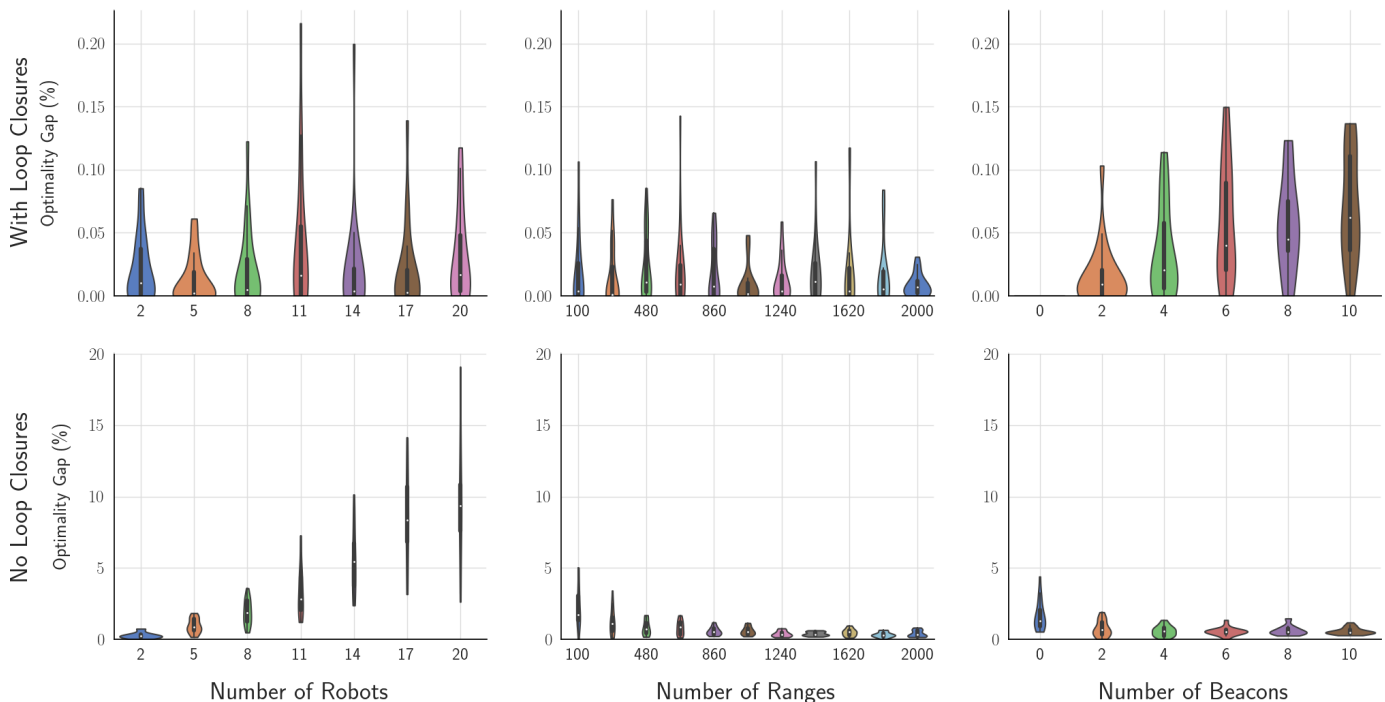 With Loop Closures
Optimality Gap (%)
0.20
0.15
0.10
0.05
0.00
2 5 8 11 14 17 20
0.20
0.15
0.10
0.05
0.00
100 480 860 1240 1620 2000
0.20
0.15
0.10
0.05
0.00
0 2 4 6 8 10
No Loop Closures
Optimality Gap (%)
20
15
10
5
0
2 5 8 11 14 17 20
Number of Robots
20
15
10
5
0
100 480 860 1240 1620 2000
Number of Ranges
20
15
10
5
0
0 2 4 6 8 10
Number of Beacons